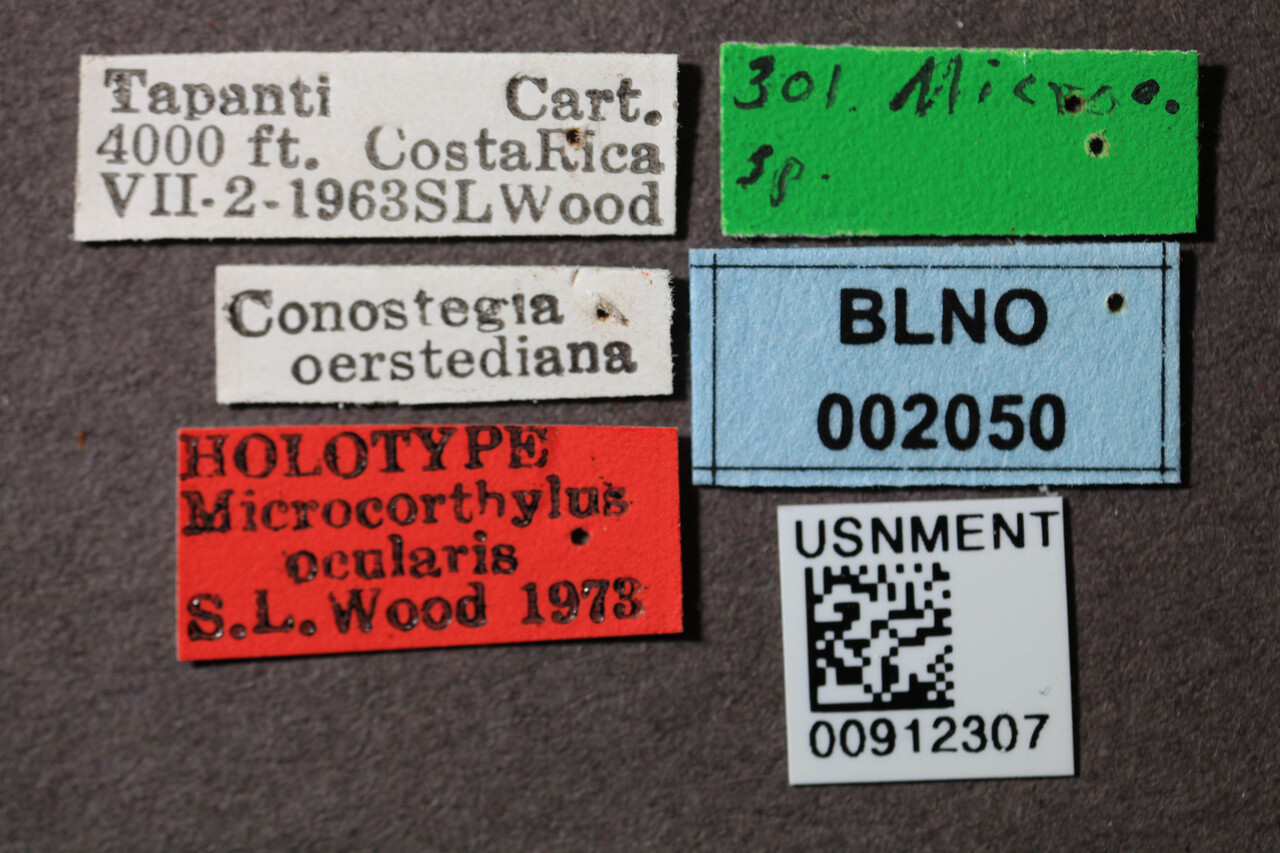 Tapanti Cart.
4000 ft. CostaRica
VII-2-1963SLWood
301. Micro.
sp.
Conostegia
oerstediana
BLNO
002050
HOLOTYPE
Microcorthylus
ocularis
S.L. Wood 1973
USNMENT
00912307